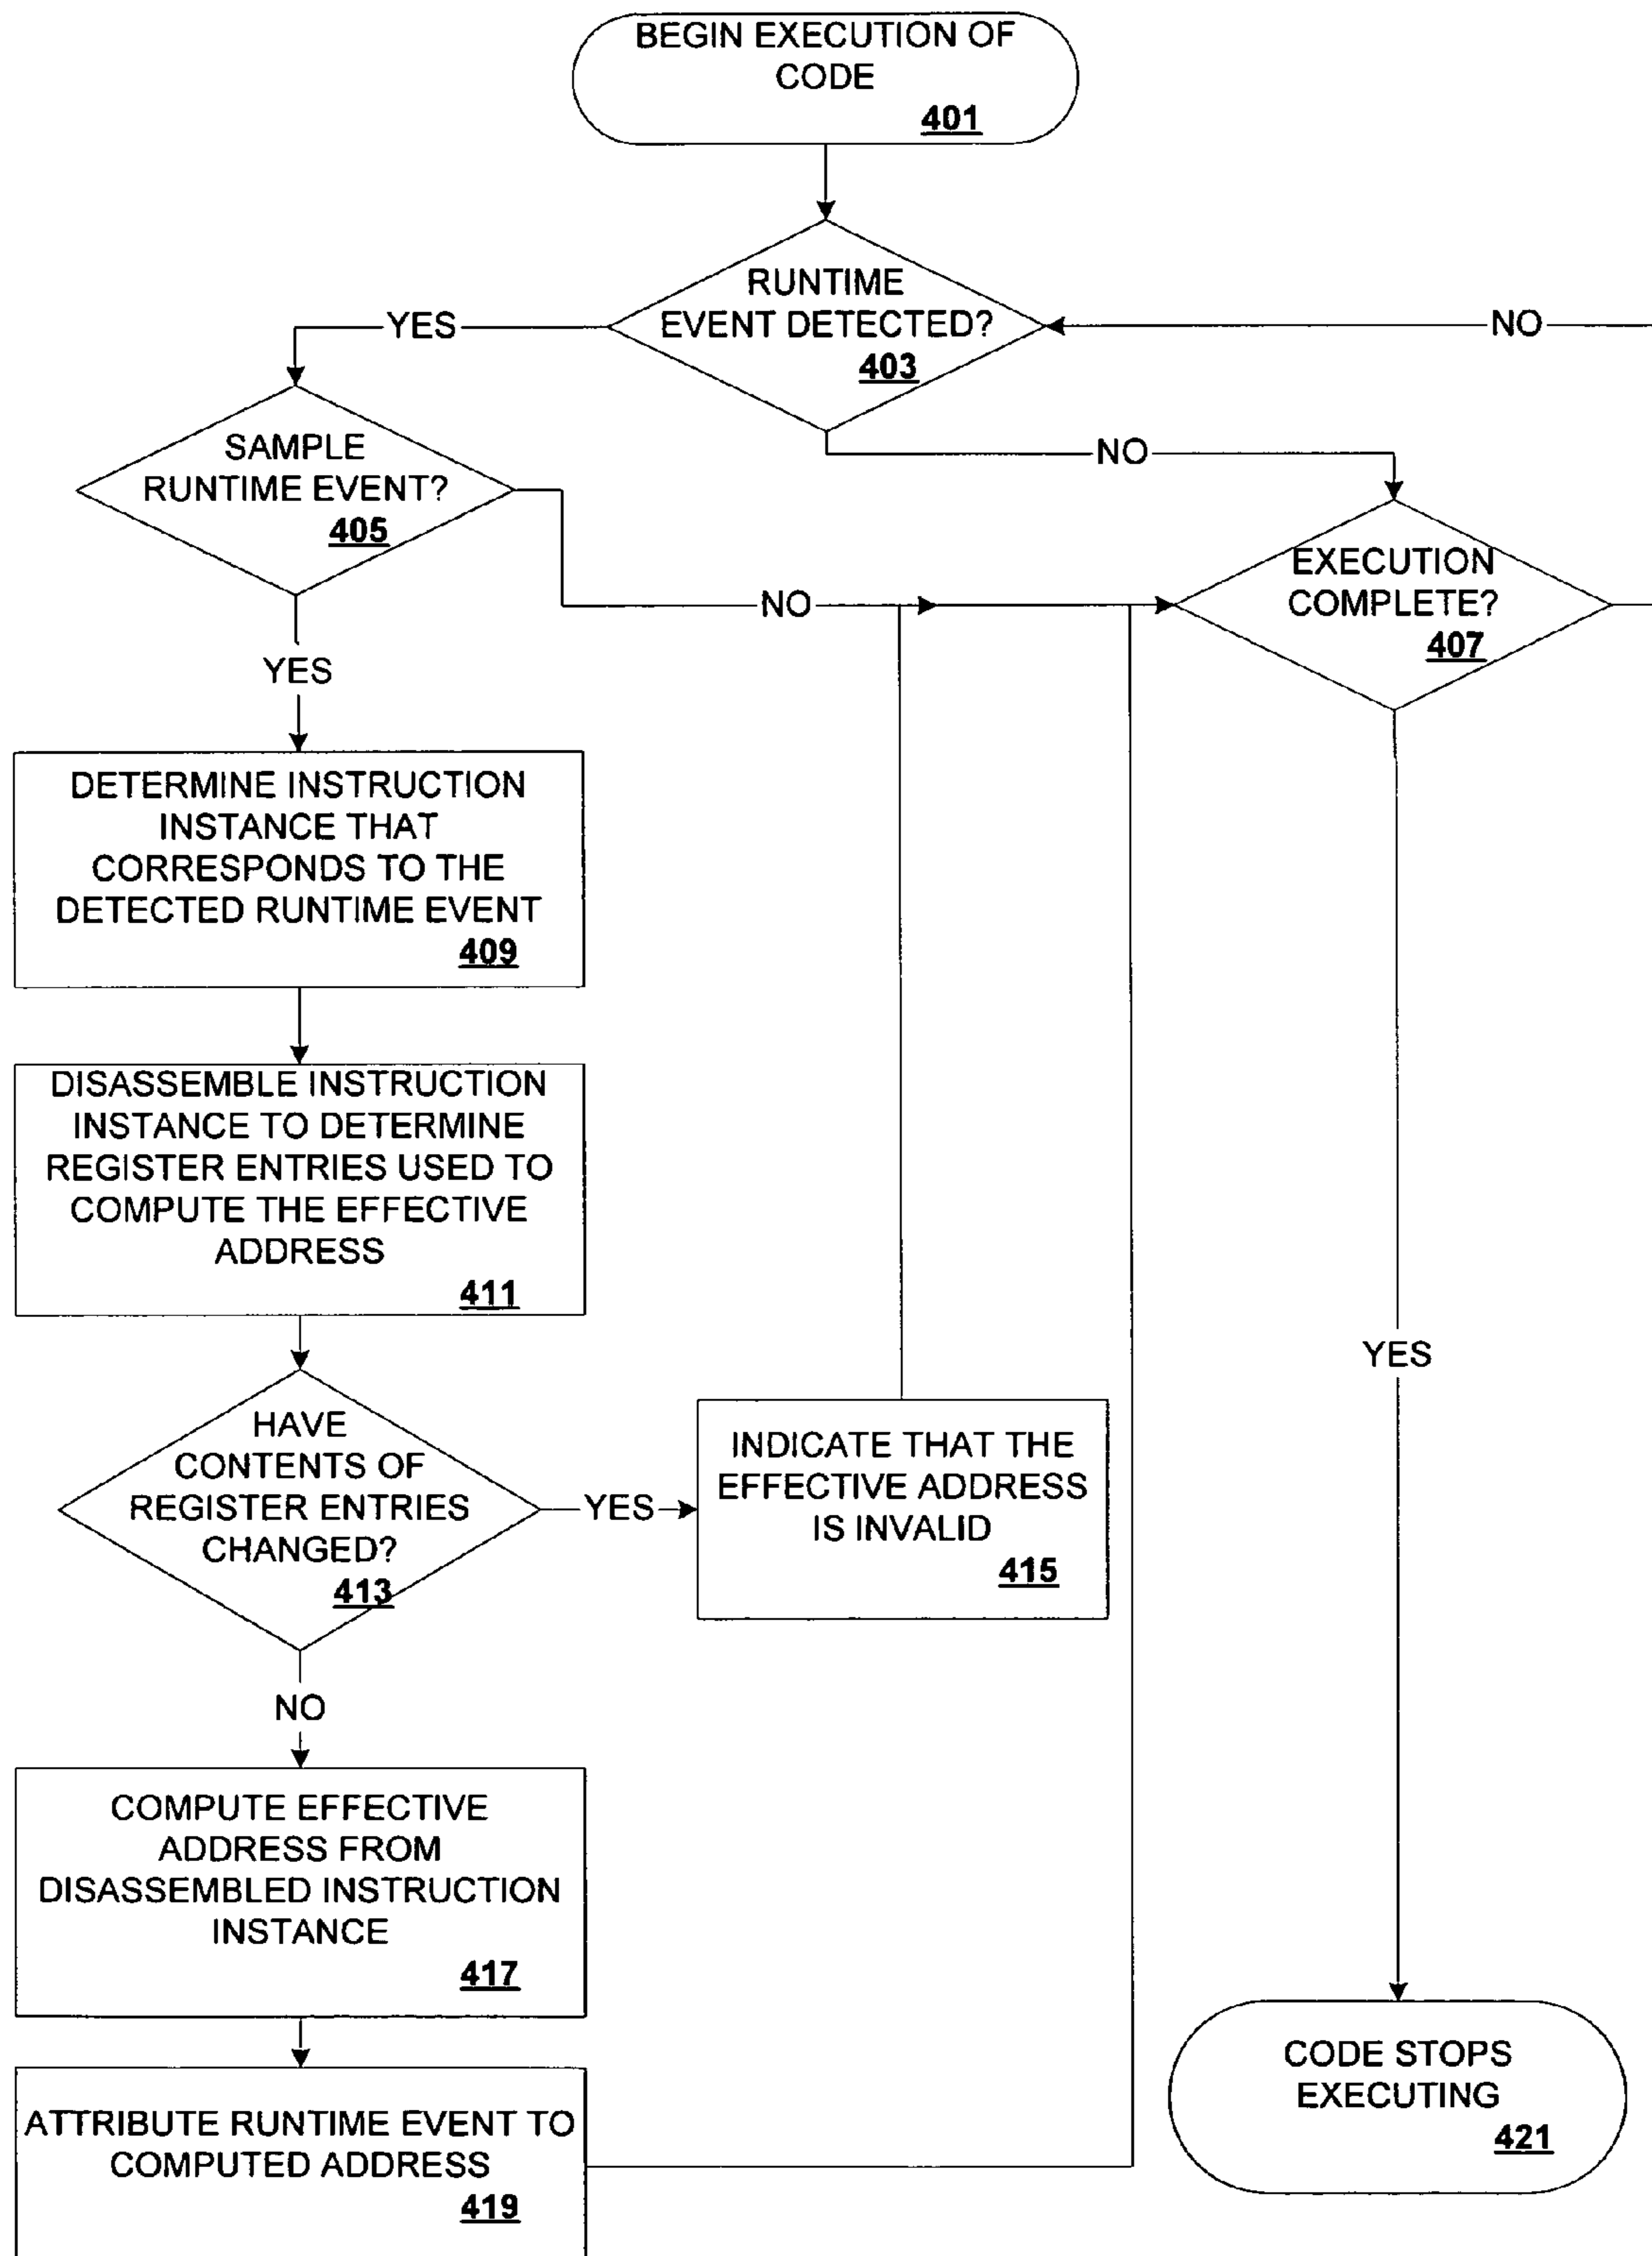 BEGIN EXECUTION OF
CODE
401
RUNTIME
EVENT DETECTED?
403
YES
NO
SAMPLE
RUNTIME EVENT?
405
NO
EXECUTION
COMPLETE?
407
NO
YES
DETERMINE INSTRUCTION
INSTANCE THAT
CORRESPONDS TO THE
DETECTED RUNTIME EVENT
409
DISASSEMBLE INSTRUCTION
INSTANCE TO DETERMINE
REGISTER ENTRIES USED TO
COMPUTE THE EFFECTIVE
ADDRESS
411
YES
HAVE
CONTENTS OF
REGISTER ENTRIES
CHANGED?
413
YES
INDICATE THAT THE
EFFECTIVE ADDRESS
IS INVALID
415
NO
COMPUTE EFFECTIVE
ADDRESS FROM
DISASSEMBLED INSTRUCTION
INSTANCE
417
CODE STOPS
EXECUTING
421
ATTRIBUTE RUNTIME EVENT TO
COMPUTED ADDRESS
419